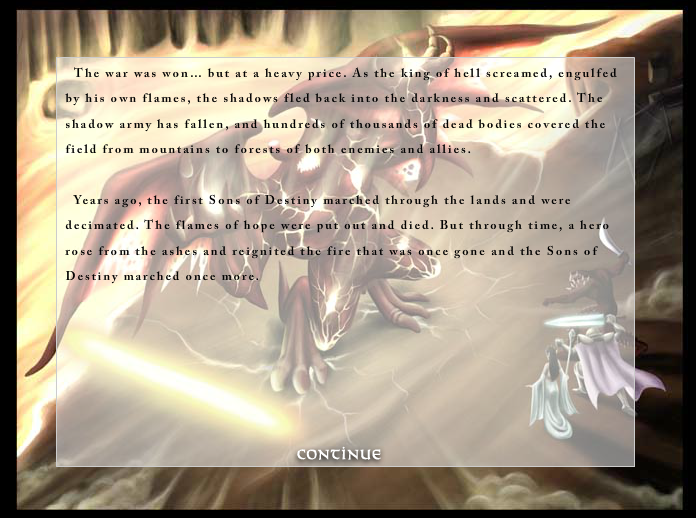 The war was won... but at a heavy price. As the king of hell screamed, engulfed
by his own flames, the shadows fled back into the darkness and scattered. The
shadow army has fallen, and hundreds of thousands of dead bodies covered the
field from mountains to forests of both enemies and allies.
Years ago, the first Sons of Destiny marched through the lands and were
decimated. The flames of hope were put out and died. But through time, a hero
rose from the ashes and reignited the fire that was once gone and the Sons of
Destiny marched once more.
CONTINUE